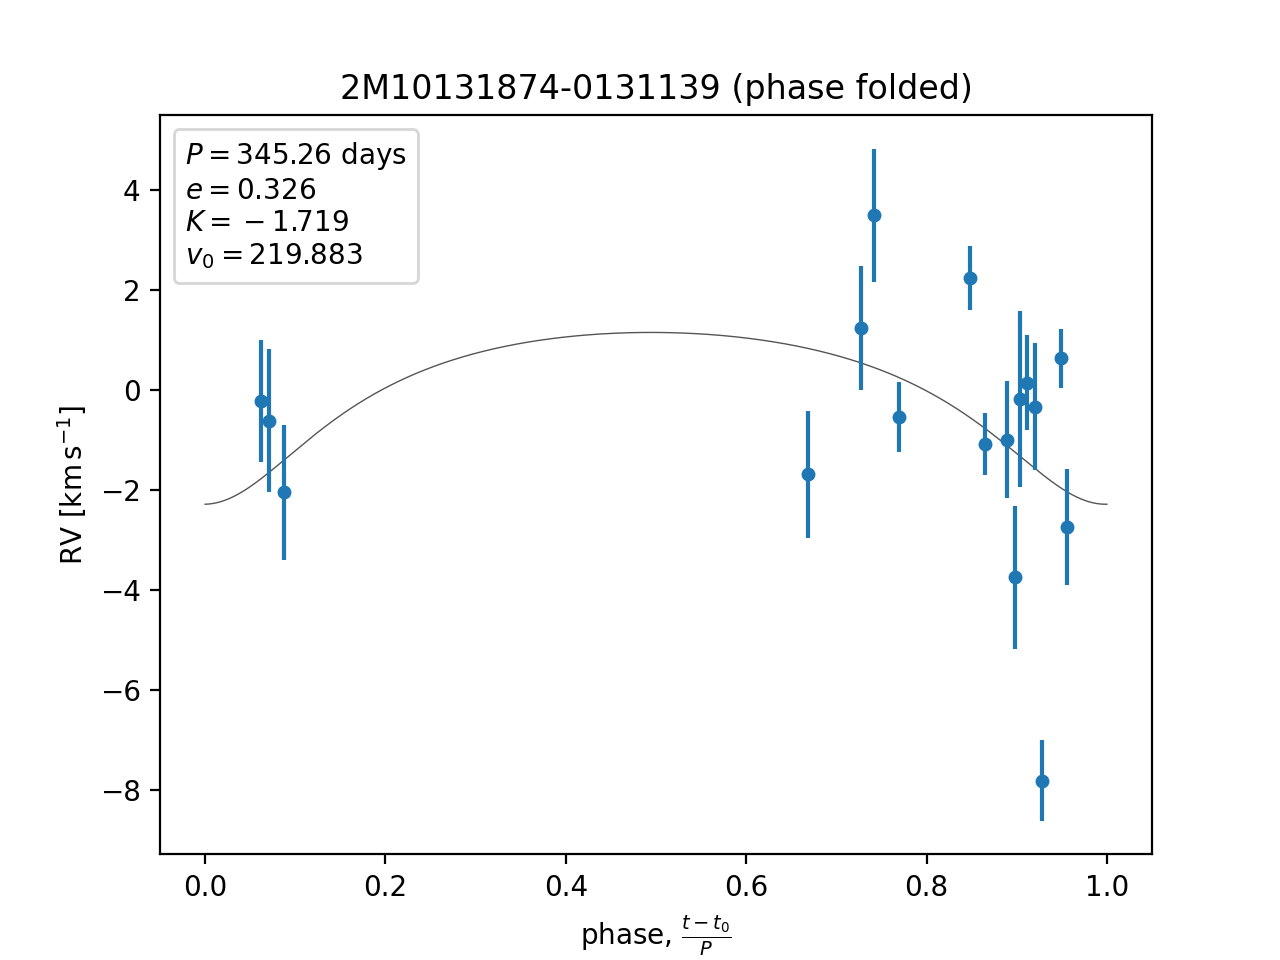 2M10131874-0131139 (phase folded)
P = 345.26 days
e = 0.326
K = −1.719
v₀ = 219.883
RV [km s⁻¹]
4
2
0
−2
−4
−6
−8
0.0 0.2 0.4 0.6 0.8 1.0
phase, (t − t₀)/P